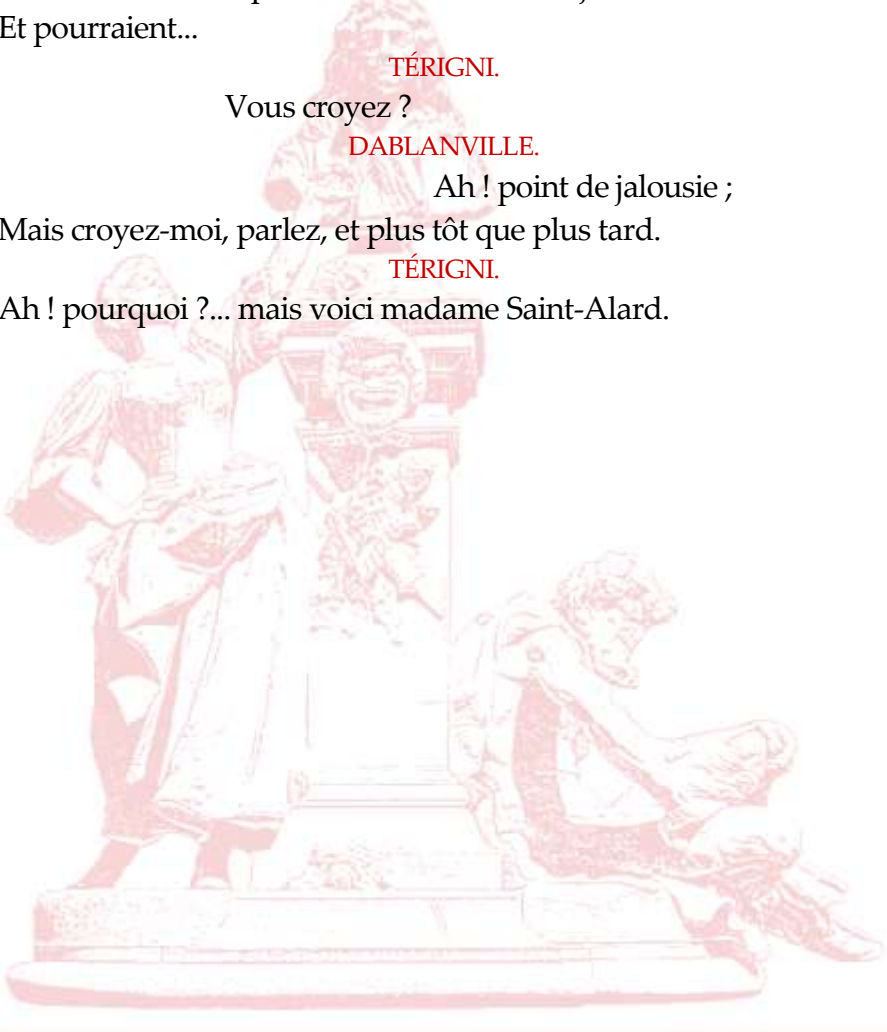 Et pourraient...
TÉRIGNI.
Vous croyez ?
DABLANVILLE.
Ah ! point de jalousie ;
Mais croyez-moi, parlez, et plus tôt que plus tard.
TÉRIGNI.
Ah ! pourquoi ?... mais voici madame Saint-Alard.